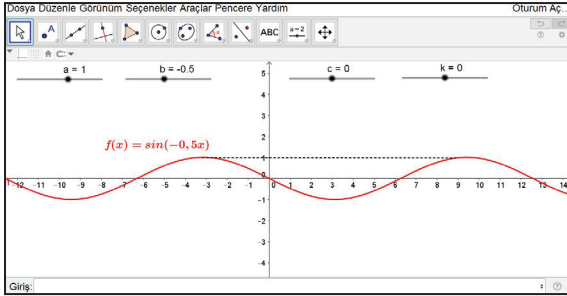 Dosya Düzenle Görünüm Seçenekler Araçlar Pencere Yardım Oturum Aç..
A ABC a=2
a = 1 b = -0.5 c = 0 k = 0
5
4
3
2
f(x) = sin(−0, 5x)
1
0
-12 -11 -10 -9 -8 -7 -6 -5 -4 -3 -2 -1 0 1 2 3 4 5 6 7 8 9 10 11 12 13 14
-1
-2
-3
-4
Giriş: